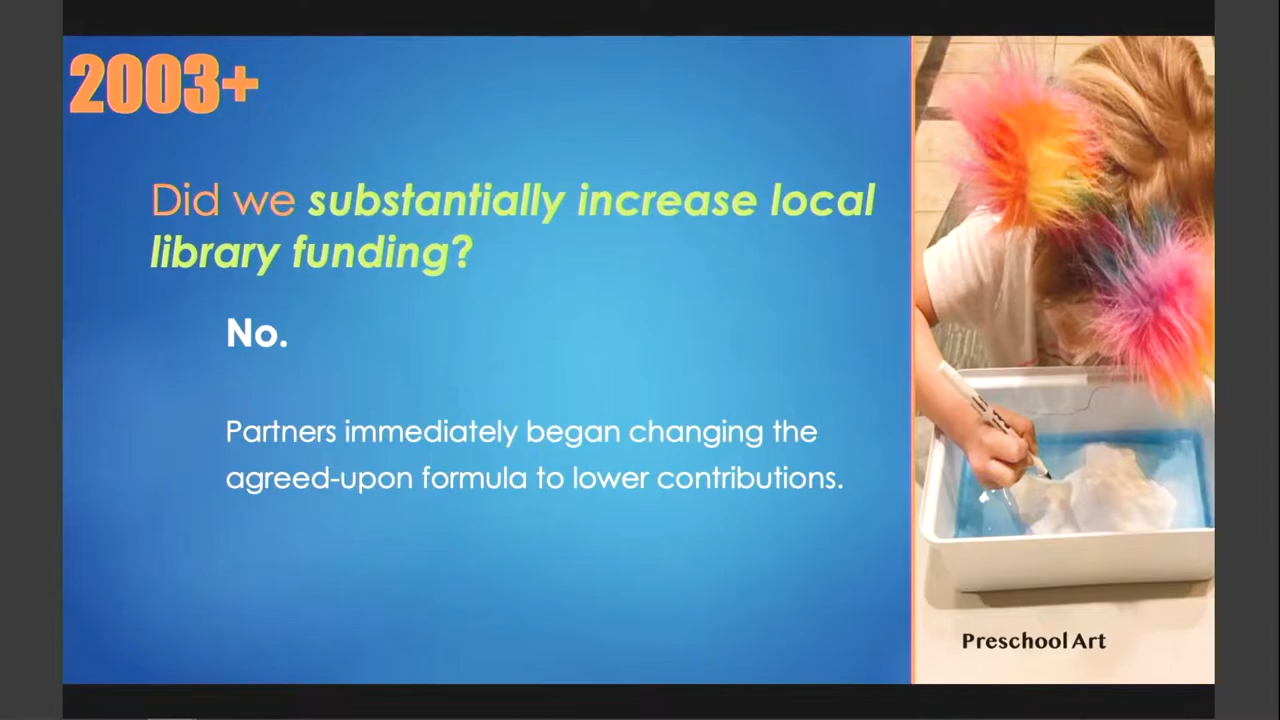 2003+
Did we substantially increase local
library funding?
No.
Partners immediately began changing the
agreed-upon formula to lower contributions.
Preschool Art